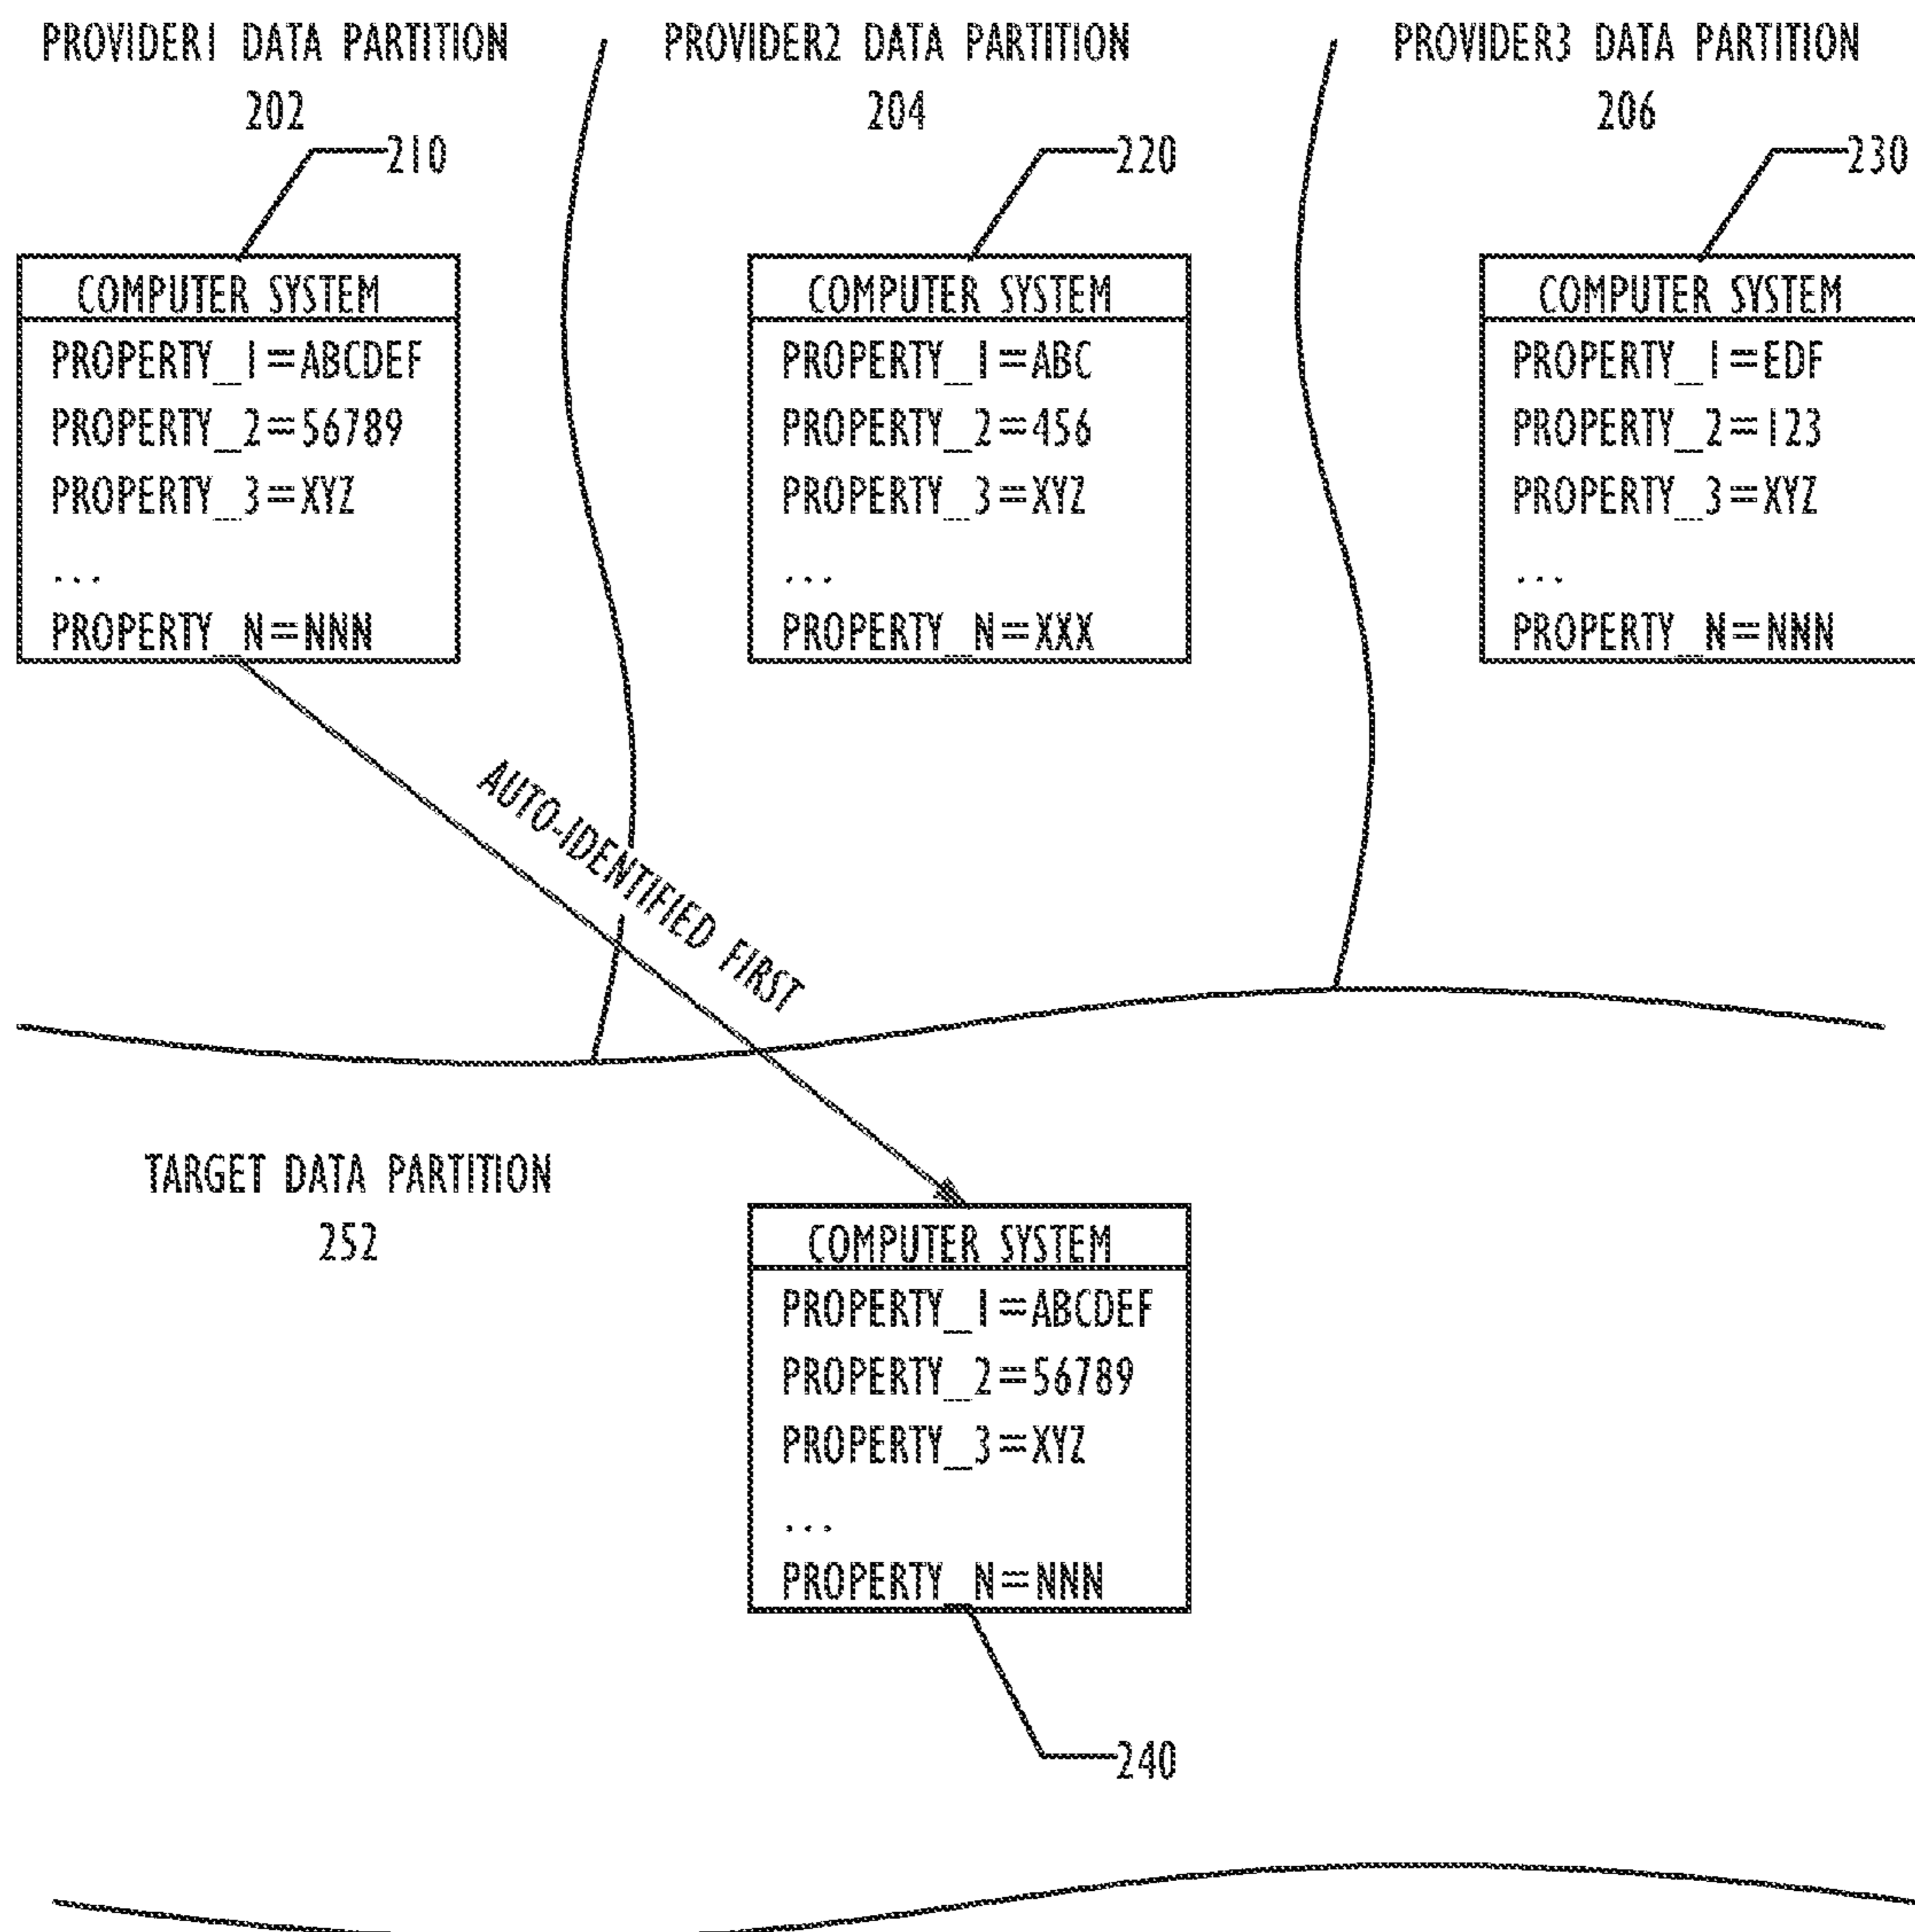 PROVIDER1 DATA PARTITION
202
210
COMPUTER SYSTEM
PROPERTY_1=ABCDEF
PROPERTY_2=56789
PROPERTY_3=XYZ
...
PROPERTY_N=NNN
PROVIDER2 DATA PARTITION
204
220
COMPUTER SYSTEM
PROPERTY_1=ABC
PROPERTY_2=456
PROPERTY_3=XYZ
...
PROPERTY_N=XXX
PROVIDER3 DATA PARTITION
206
230
COMPUTER SYSTEM
PROPERTY_1=EDF
PROPERTY_2=123
PROPERTY_3=XYZ
...
PROPERTY_N=NNN
AUTO-IDENTIFIED FIRST
TARGET DATA PARTITION
252
COMPUTER SYSTEM
PROPERTY_1=ABCDEF
PROPERTY_2=56789
PROPERTY_3=XYZ
...
PROPERTY_N=NNN
240